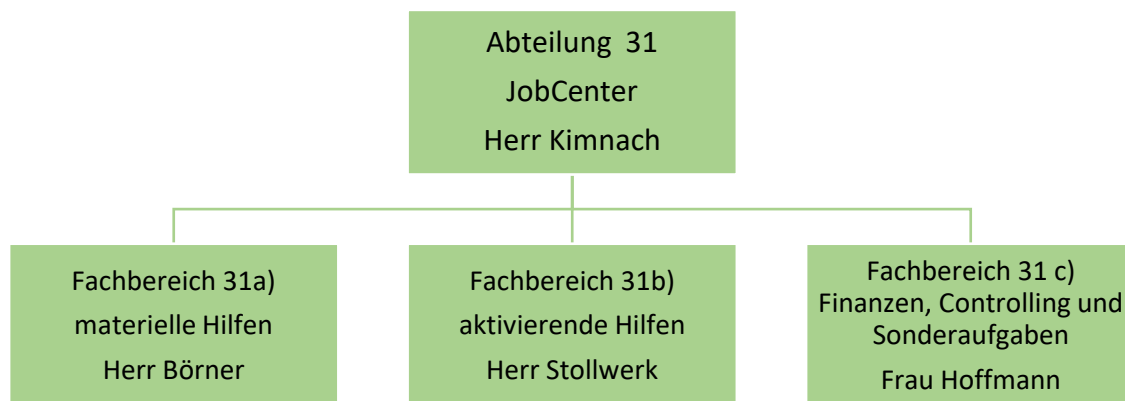 Abteilung 31
JobCenter
Herr Kimnach
Fachbereich 31a)
materielle Hilfen
Herr Börner
Fachbereich 31b)
aktivierende Hilfen
Herr Stollwerk
Fachbereich 31 c)
Finanzen, Controlling und
Sonderaufgaben
Frau Hoffmann